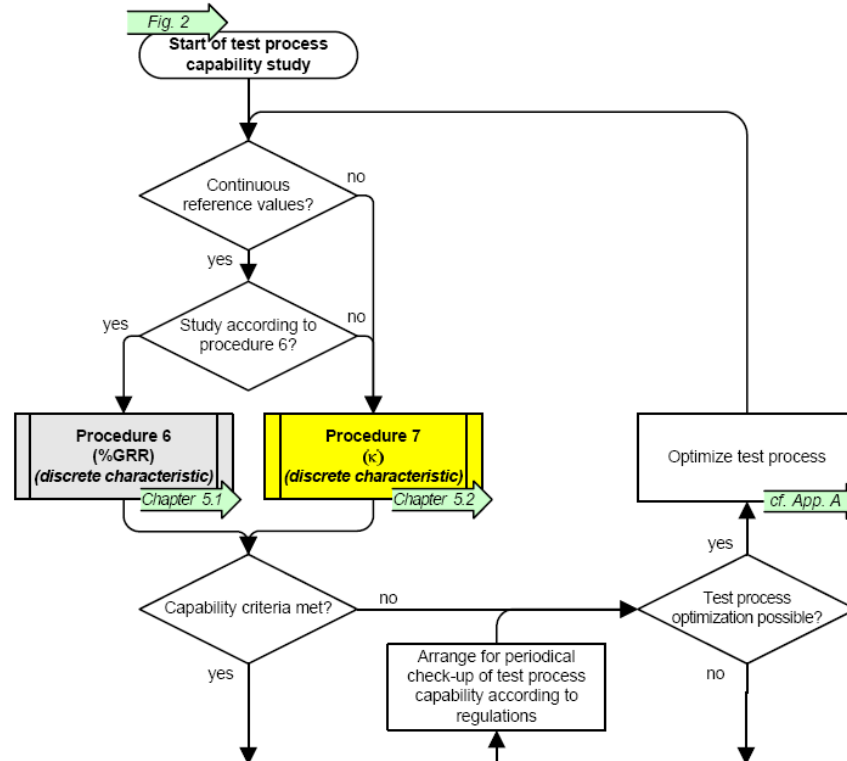 Fig. 2
Start of test process
capability study
Continuous
reference values?
no
yes
Study according to
procedure 6?
yes
no
Procedure 6
(%GRR)
(discrete characteristic)
Chapter 5.1
Procedure 7
(κ)
(discrete characteristic)
Chapter 5.2
Optimize test process
cf. App. A
yes
Capability criteria met?
no
Test process
optimization possible?
yes
Arrange for periodical
check-up of test process
capability according to
regulations
no